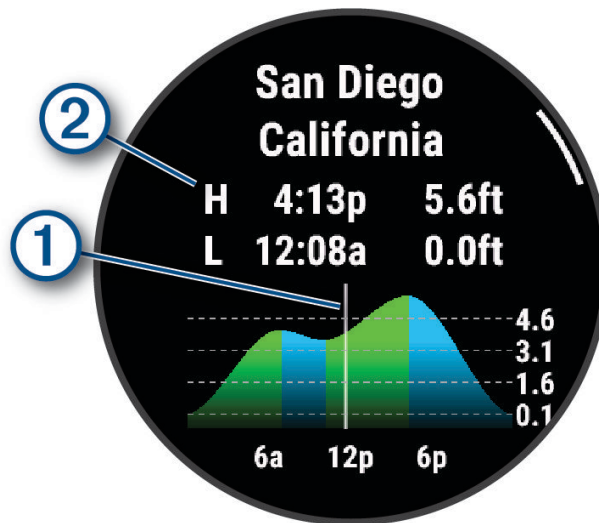 San Diego
California
2
H 4:13p 5.6ft
L 12:08a 0.0ft
1
4.6
3.1
1.6
0.1
6a 12p 6p